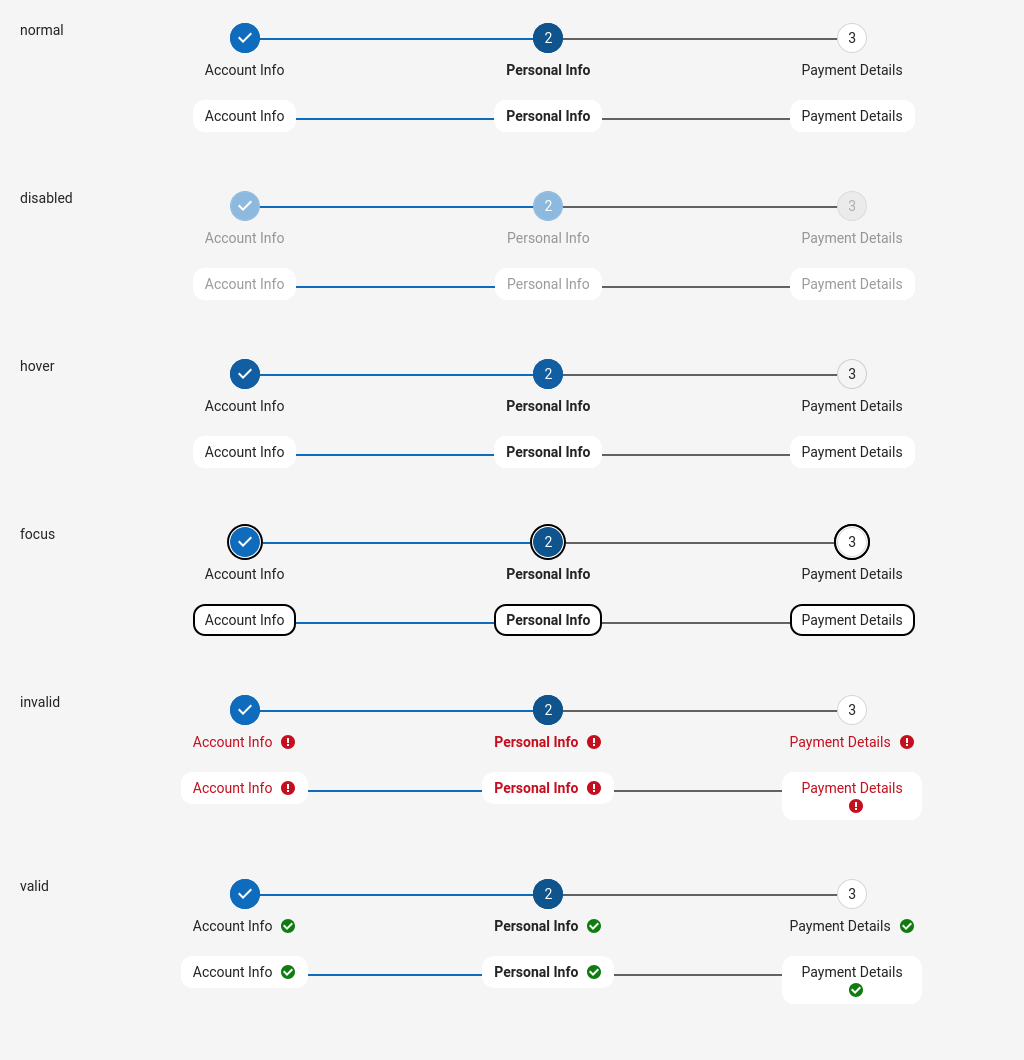 normal
2
3
Account Info
Personal Info
Payment Details
Account Info
Personal Info
Payment Details
disabled
2
3
Account Info
Personal Info
Payment Details
Account Info
Personal Info
Payment Details
hover
2
3
Account Info
Personal Info
Payment Details
Account Info
Personal Info
Payment Details
focus
2
3
Account Info
Personal Info
Payment Details
Account Info
Personal Info
Payment Details
invalid
2
3
Account Info
Personal Info
Payment Details
Account Info
Personal Info
Payment Details
valid
2
3
Account Info
Personal Info
Payment Details
Account Info
Personal Info
Payment Details